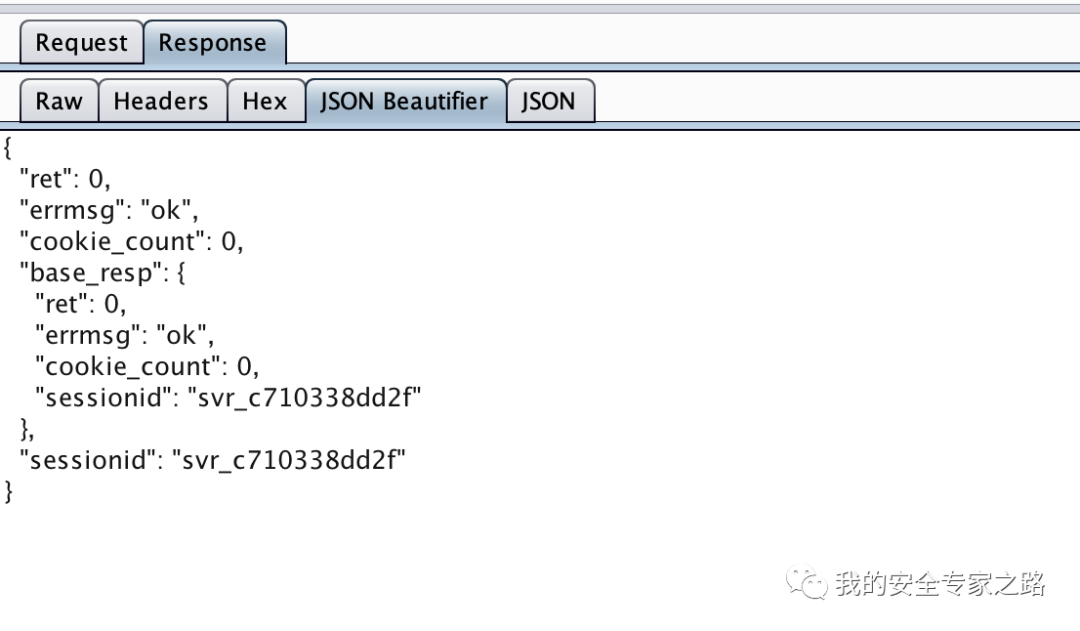 Request Response
Raw Headers Hex JSON Beautifier JSON
{
"ret": 0,
"errmsg": "ok",
"cookie_count": 0,
"base_resp": {
"ret": 0,
"errmsg": "ok",
"cookie_count": 0,
"sessionid": "svr_c710338dd2f"
},
"sessionid": "svr_c710338dd2f"
}
我的安全专家之路